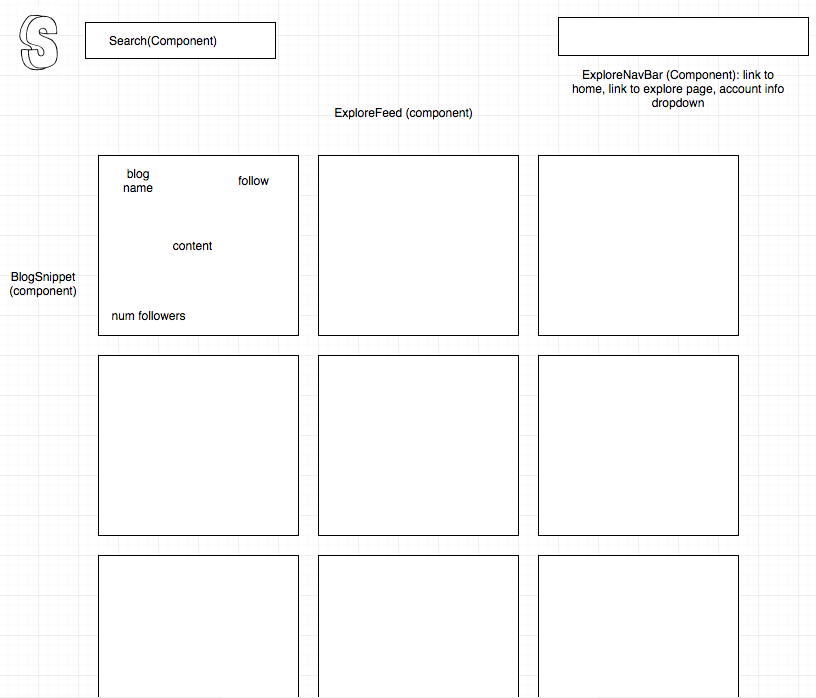 S
Search(Component)
ExploreNavBar (Component): link to
home, link to explore page, account info
dropdown
ExploreFeed (component)
blog
name
follow
content
BlogSnippet
(component)
num followers